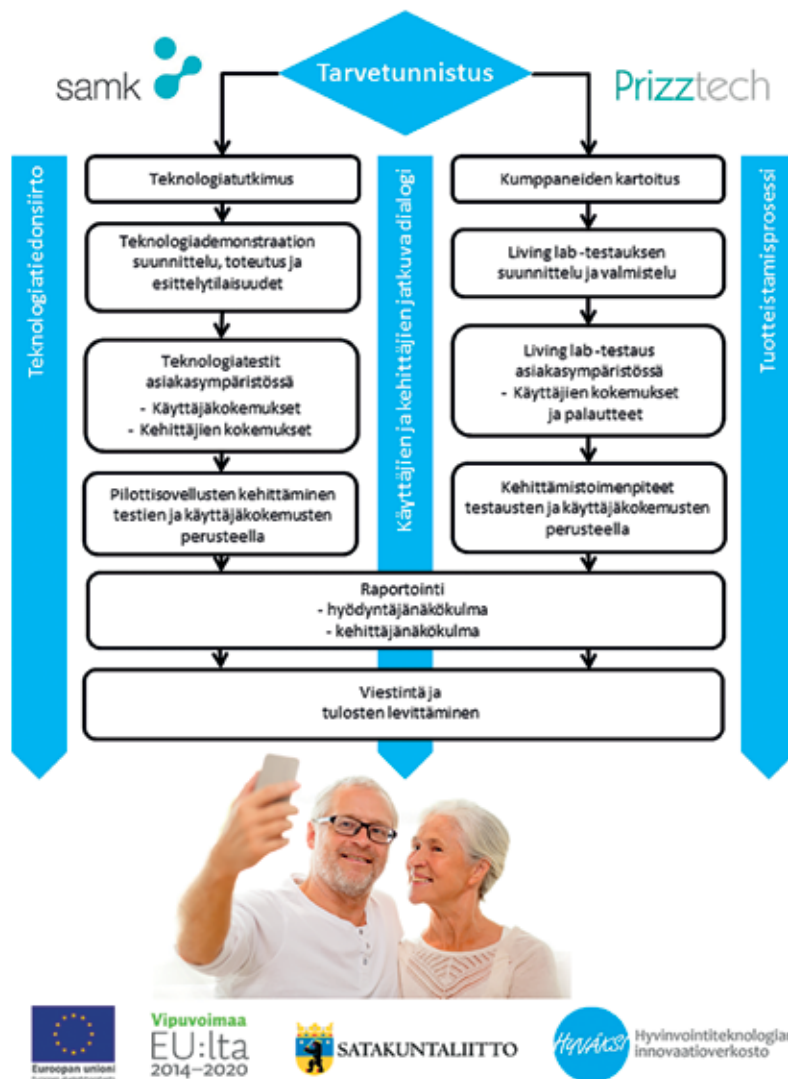 samk
Tarvetunnistus
Prizztech
Teknologiatiedonsiirto
Teknologiatutkimus
Teknologiademonstraation
suunnittelu, toteutus ja
esittelytilaisuudet
Teknologiatestit
asiakasympäristössä
- Käyttäjäkokemukset
- Kehittäjien kokemukset
Pilottisovellusten kehittäminen
testien ja käyttäjäkokemusten
perusteella
Käyttäjien ja kehittäjien jatkuva dialogi
Kumppaneiden kartoitus
Living lab -testauksen
suunnittelu ja valmistelu
Living lab -testaus
asiakasympäristössä
- Käyttäjien kokemukset
ja palautteet
Kehittämistoimenpiteet
testausten ja käyttäjäkokemusten
perusteella
Tuotteistamisprosessi
Raportointi
- hyödyntäjänäkökulma
- kehittäjänäkökulma
Viestintä ja
tulosten levittäminen
Euroopan unioni
Vipuvoimaa
EU:lta
2014–2020
SATAKUNTALIITTO
HYVÄKSI
Hyvinvointiteknologian
innovaatioverkosto